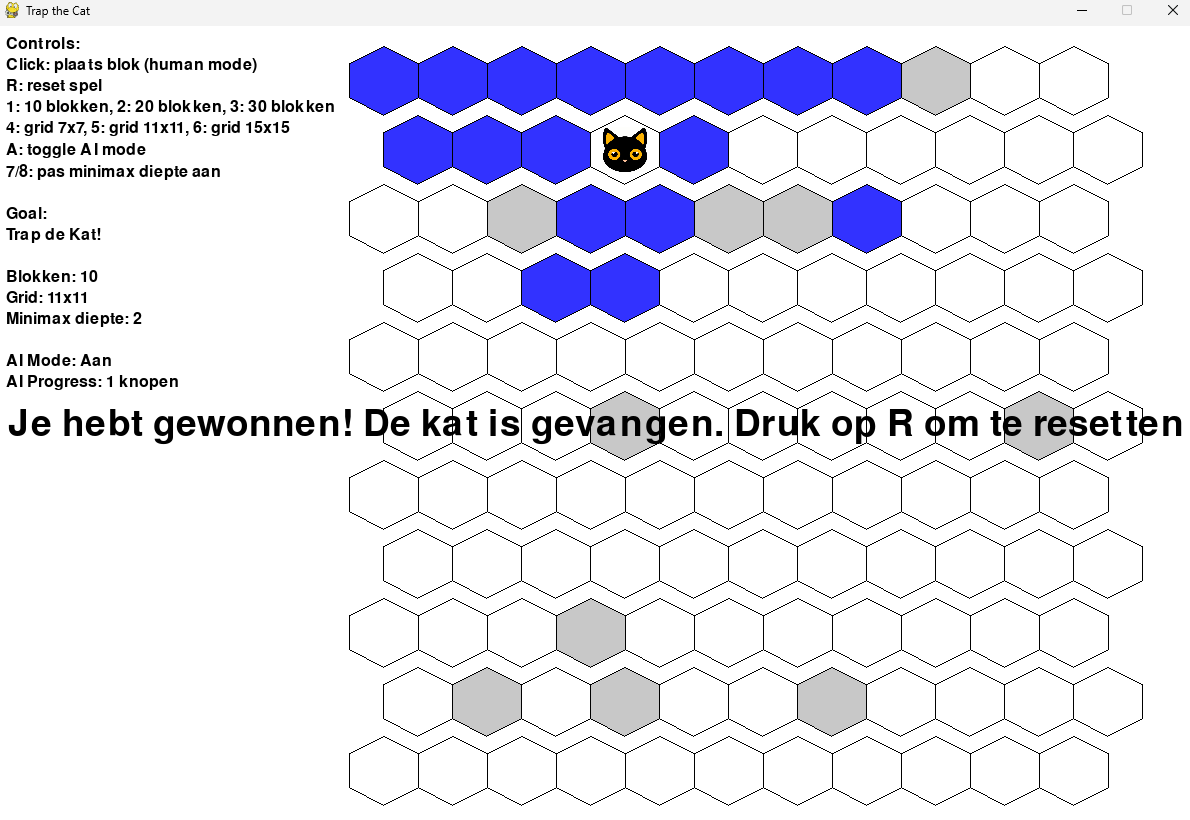 Trap the Cat
Controls:
Click: plaats blok (human mode)
R: reset spel
1: 10 blokken, 2: 20 blokken, 3: 30 blokken
4: grid 7x7, 5: grid 11x11, 6: grid 15x15
A: toggle AI mode
7/8: pas minimax diepte aan
Goal:
Trap de Kat!
Blokken: 10
Grid: 11x11
Minimax diepte: 2
AI Mode: Aan
AI Progress: 1 knopen
Je hebt gewonnen! De kat is gevangen. Druk op R om te resetten